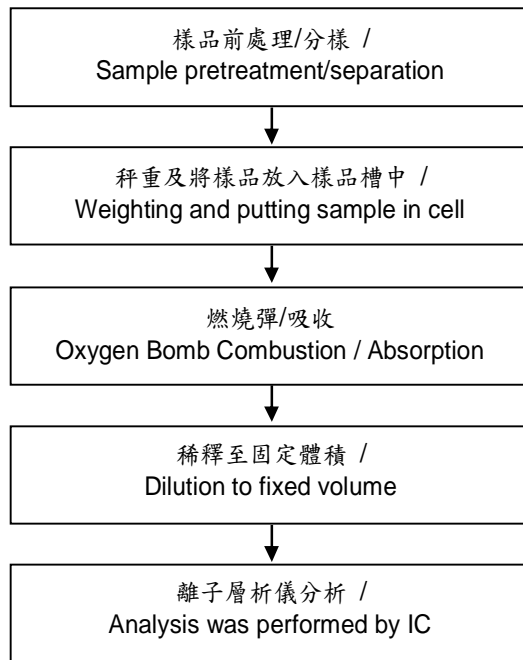 樣品前處理/分樣 /
Sample pretreatment/separation
秤重及將樣品放入樣品槽中 /
Weighting and putting sample in cell
燃燒彈/吸收
Oxygen Bomb Combustion / Absorption
稀釋至固定體積 /
Dilution to fixed volume
離子層析儀分析 /
Analysis was performed by IC